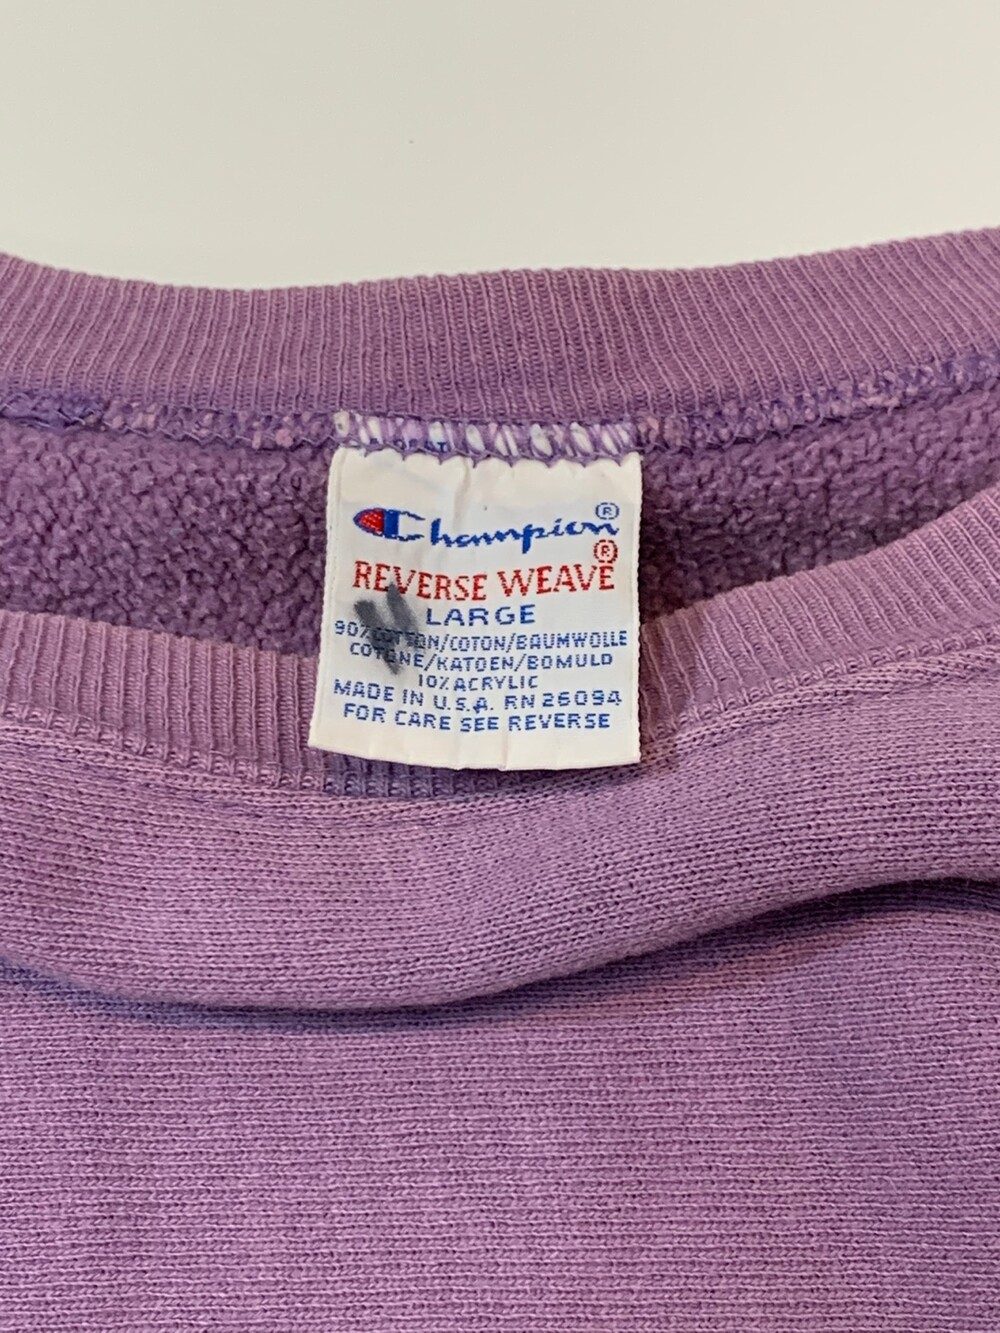 Champion®
REVERSE WEAVE®
LARGE
90% COTTON/COTON/BAUMWOLLE
COTONE/KATOEN/BOMULD
10% ACRYLIC
MADE IN U.S.A. RN 26094
FOR CARE SEE REVERSE